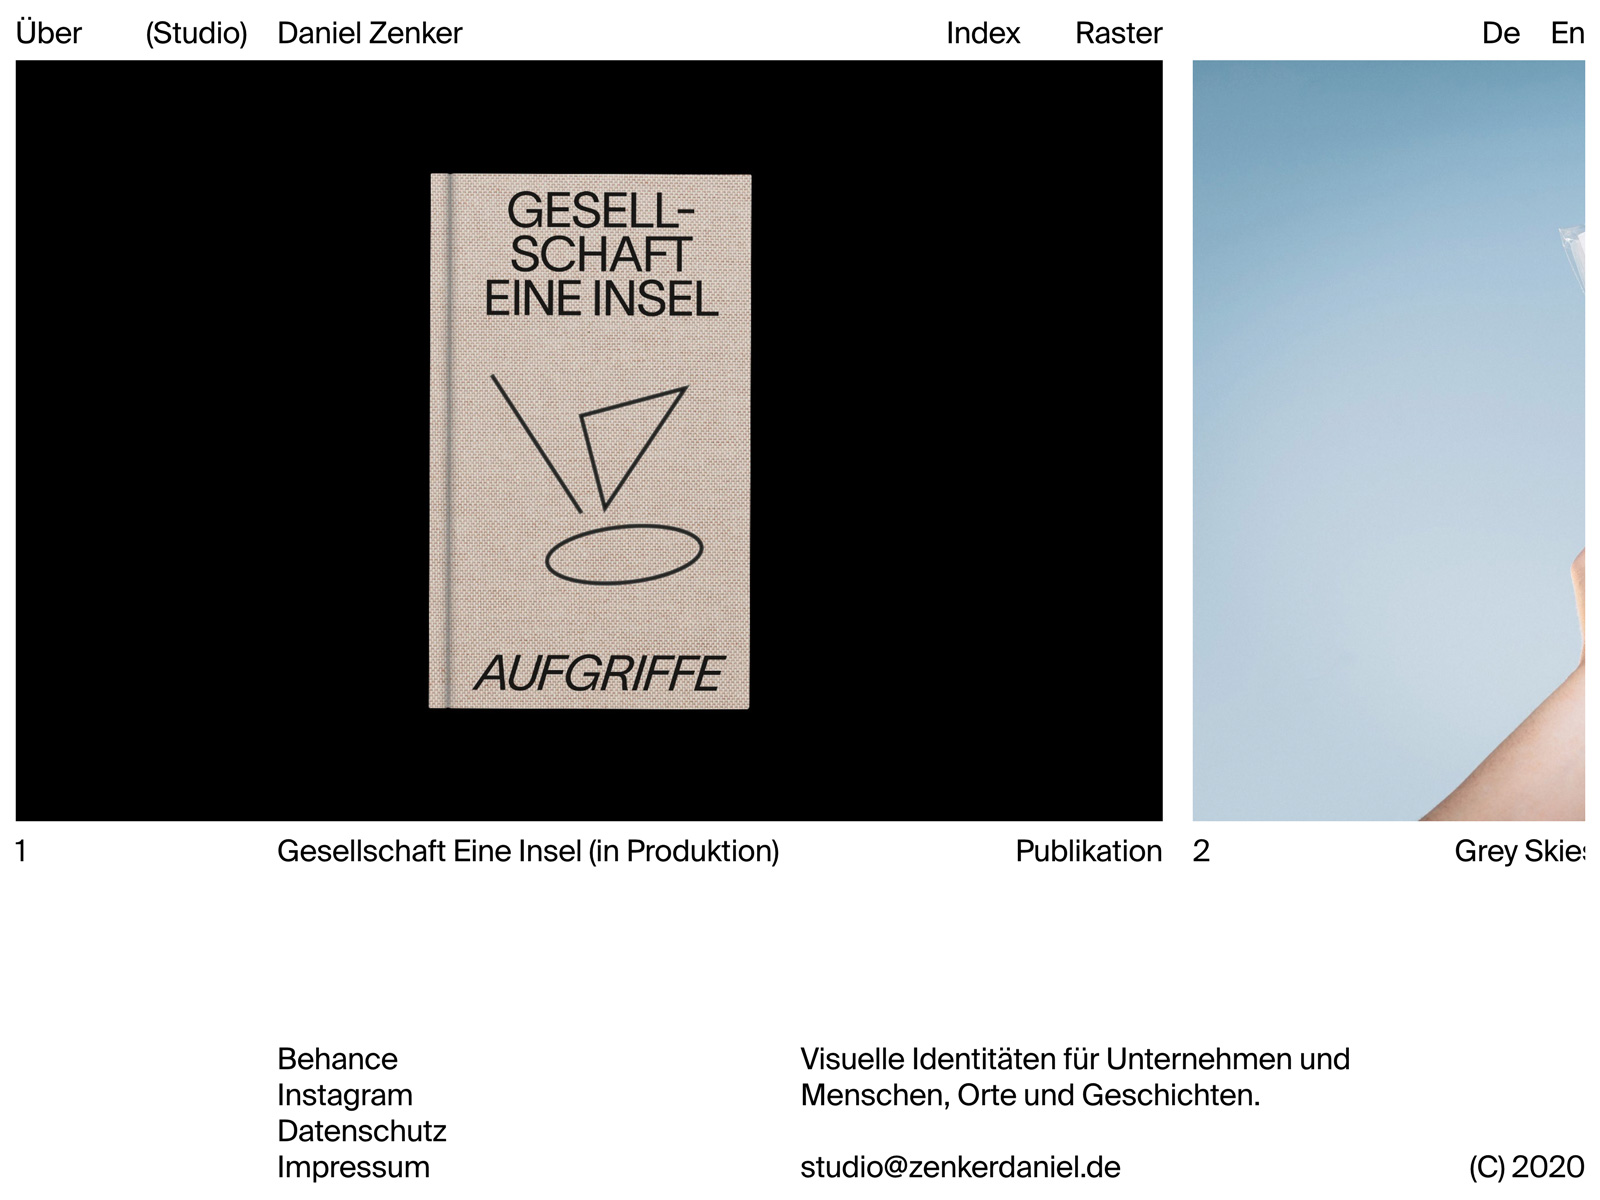 Über (Studio) Daniel Zenker Index Raster De En
GESELL-
SCHAFT
EINE INSEL
AUFGRIFFE
1 Gesellschaft Eine Insel (in Produktion) Publikation 2 Grey Skies
Behance
Instagram
Datenschutz
Impressum
Visuelle Identitäten für Unternehmen und
Menschen, Orte und Geschichten.
studio@zenkerdaniel.de
(C) 2020